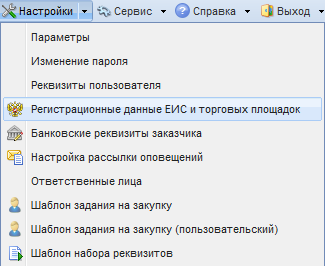 Настройки Сервис Справка Выход
Параметры
Изменение пароля
Реквизиты пользователя
Регистрационные данные ЕИС и торговых площадок
Банковские реквизиты заказчика
Настройка рассылки оповещений
Ответственные лица
Шаблон задания на закупку
Шаблон задания на закупку (пользовательский)
Шаблон набора реквизитов